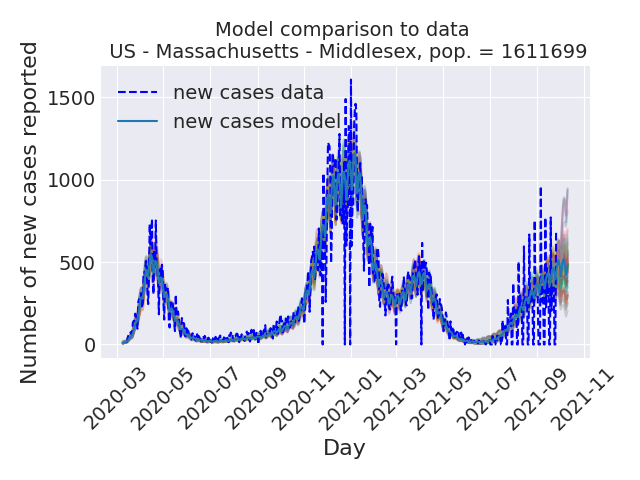 Model comparison to data
US - Massachusetts - Middlesex, pop. = 1611699
Number of new cases reported
1500
1000
500
0
new cases data
new cases model
2020-03
2020-05
2020-07
2020-09
2020-11
2021-01
2021-03
2021-05
2021-07
2021-09
2021-11
Day